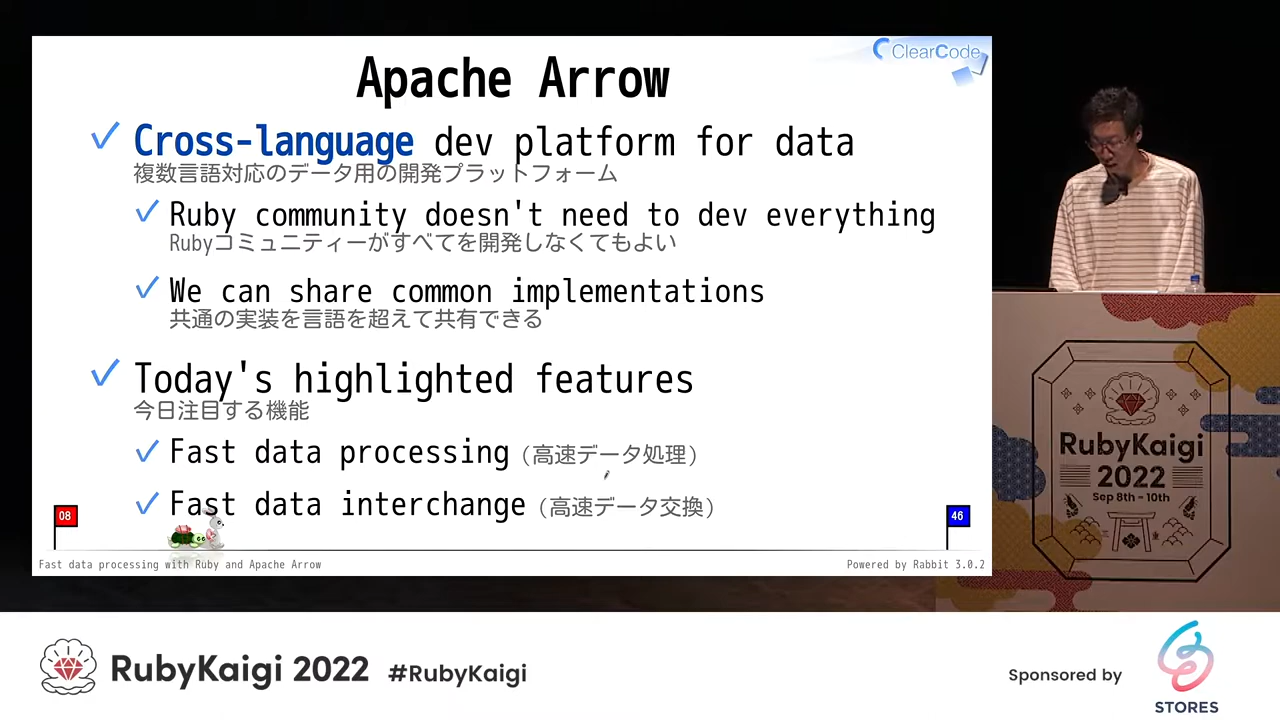 ClearCode
Apache Arrow
Cross-language dev platform for data
複数言語対応のデータ用の開発プラットフォーム
Ruby community doesn't need to dev everything
Rubyコミュニティーがすべてを開発しなくてもよい
We can share common implementations
共通の実装を言語を超えて共有できる
Today's highlighted features
今日注目する機能
Fast data processing (高速データ処理)
Fast data interchange (高速データ交換)
08
46
Fast data processing with Ruby and Apache Arrow
Powered by Rabbit 3.0.2
RubyKaigi
2022
Sep 8th - 10th
RubyKaigi 2022 #RubyKaigi
Sponsored by
STORES